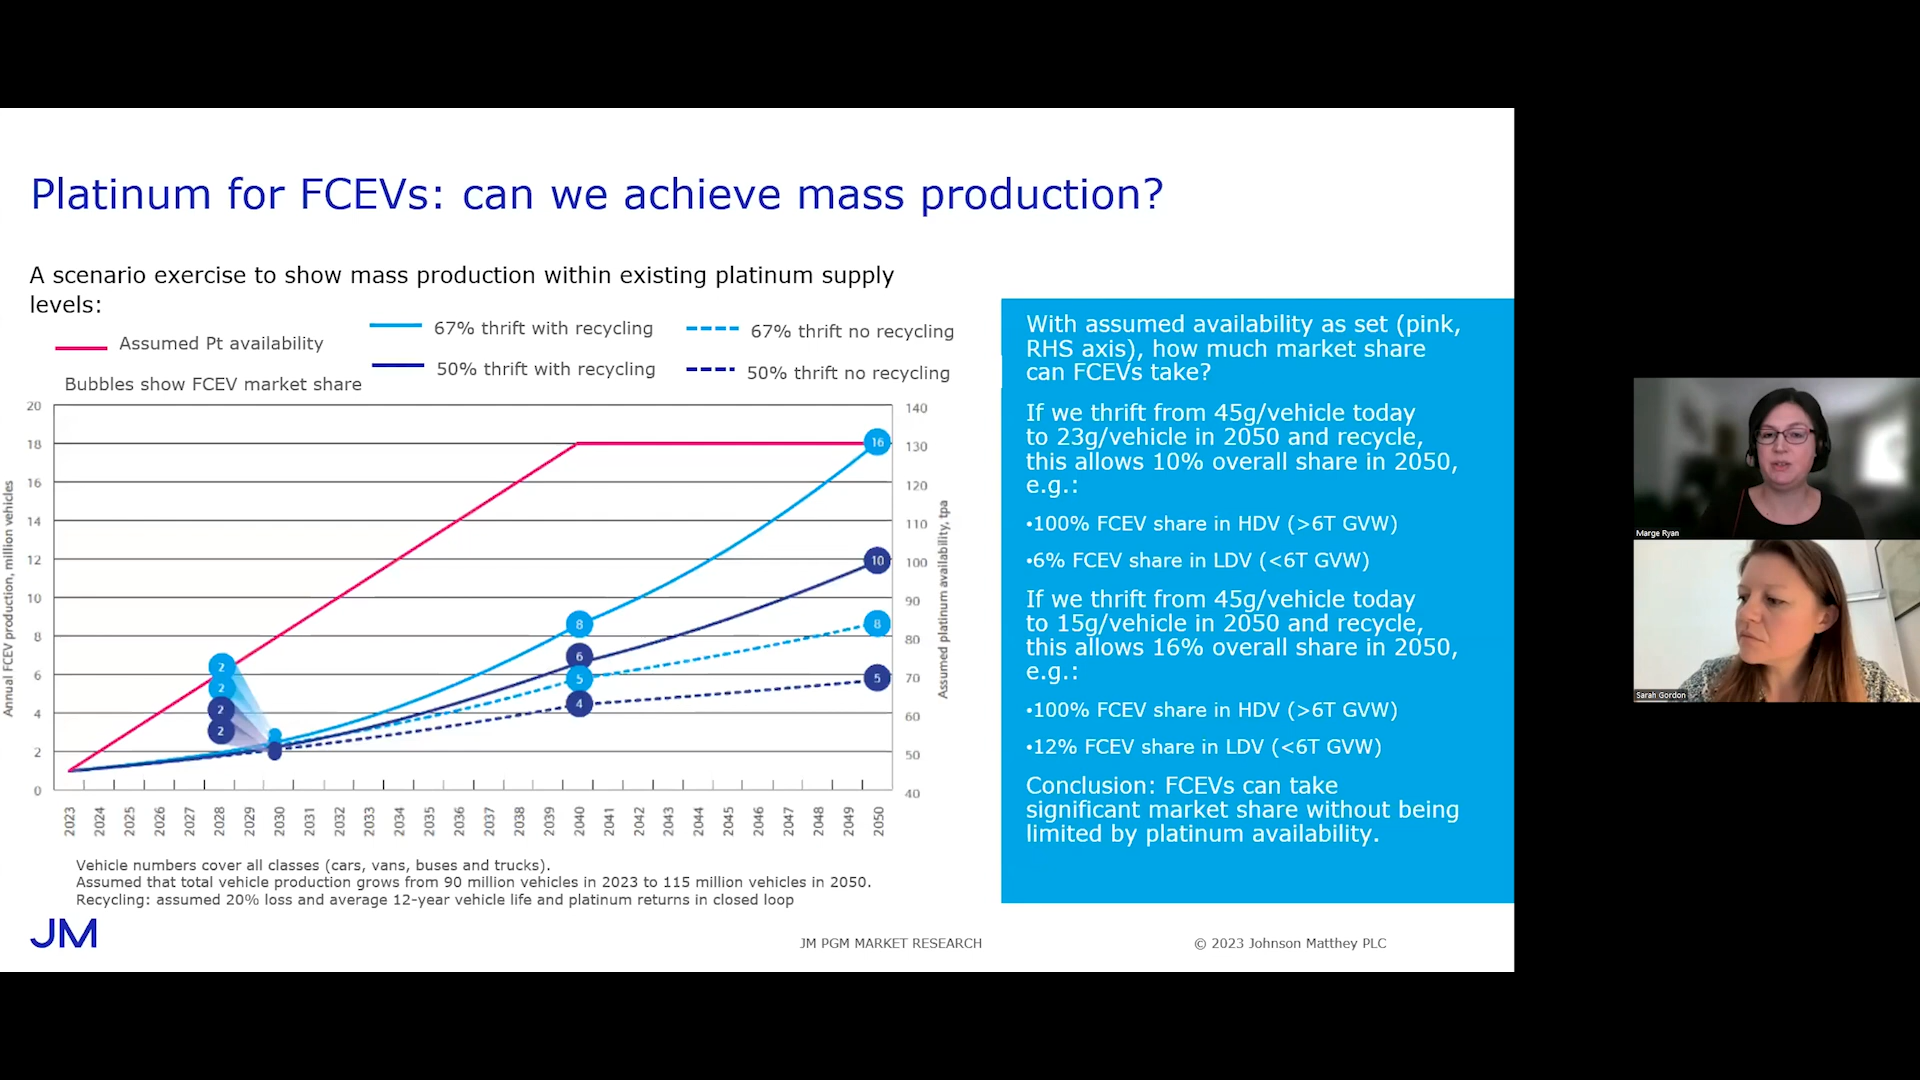 Platinum for FCEVs: can we achieve mass production?
A scenario exercise to show mass production within existing platinum supply
levels:
Assumed Pt availability
67% thrift with recycling
67% thrift no recycling
50% thrift with recycling
50% thrift no recycling
Bubbles show FCEV market share
Annual FCEV production, million vehicles
20
18
16
14
12
10
8
6
4
2
0
140
130
120
110
100
90
80
70
60
50
40
Assumed platinum availability, tpa
2
2
2
2
8
6
5
4
16
10
8
5
2023
2024
2025
2026
2027
2028
2029
2030
2031
2032
2033
2034
2035
2036
2037
2038
2039
2040
2041
2042
2043
2044
2045
2046
2047
2048
2049
2050
Vehicle numbers cover all classes (cars, vans, buses and trucks).
Assumed that total vehicle production grows from 90 million vehicles in 2023 to 115 million vehicles in 2050.
Recycling: assumed 20% loss and average 12-year vehicle life and platinum returns in closed loop
With assumed availability as set (pink,
RHS axis), how much market share
can FCEVs take?
If we thrift from 45g/vehicle today
to 23g/vehicle in 2050 and recycle,
this allows 10% overall share in 2050,
e.g.:
•100% FCEV share in HDV (>6T GVW)
•6% FCEV share in LDV (<6T GVW)
If we thrift from 45g/vehicle today
to 15g/vehicle in 2050 and recycle,
this allows 16% overall share in 2050,
e.g.:
•100% FCEV share in HDV (>6T GVW)
•12% FCEV share in LDV (<6T GVW)
Conclusion: FCEVs can take
significant market share without being
limited by platinum availability.
JM
JM PGM MARKET RESEARCH
© 2023 Johnson Matthey PLC
Marge Ryan
Sarah Gordon